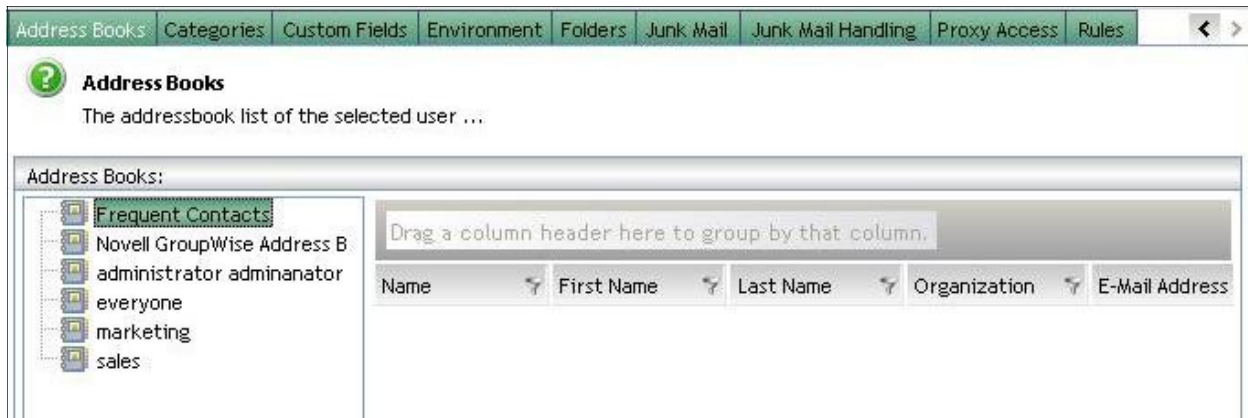 Address Books Categories Custom Fields Environment Folders Junk Mail Junk Mail Handling Proxy Access Rules
Address Books
The addressbook list of the selected user ...
Address Books:
Frequent Contacts
Novell GroupWise Address B
administrator adminanator
everyone
marketing
sales
Drag a column header here to group by that column.
Name First Name Last Name Organization E-Mail Address